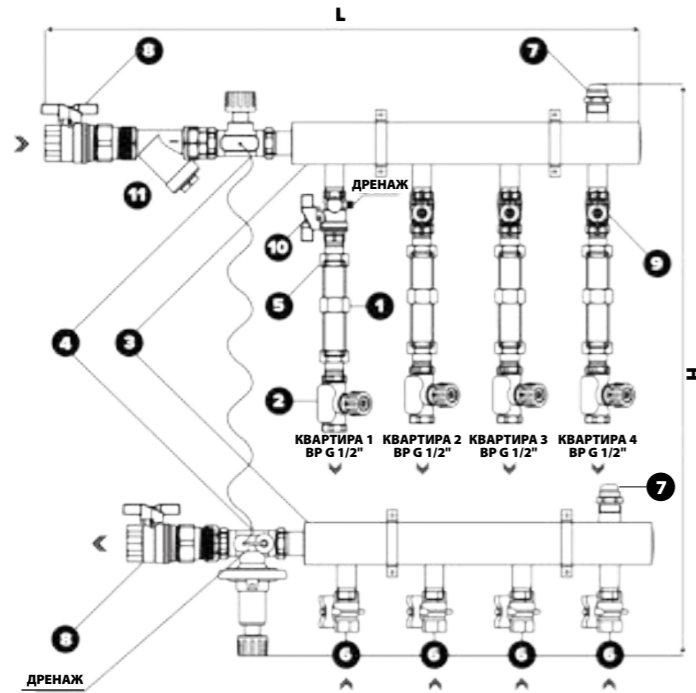 L
8
7
11
ДРЕНАЖ
10
9
5
1
4
3
H
2
КВАРТИРА 1
ВР G 1/2"
КВАРТИРА 2
ВР G 1/2"
КВАРТИРА 3
ВР G 1/2"
КВАРТИРА 4
ВР G 1/2"
7
8
6
6
6
6
ДРЕНАЖ